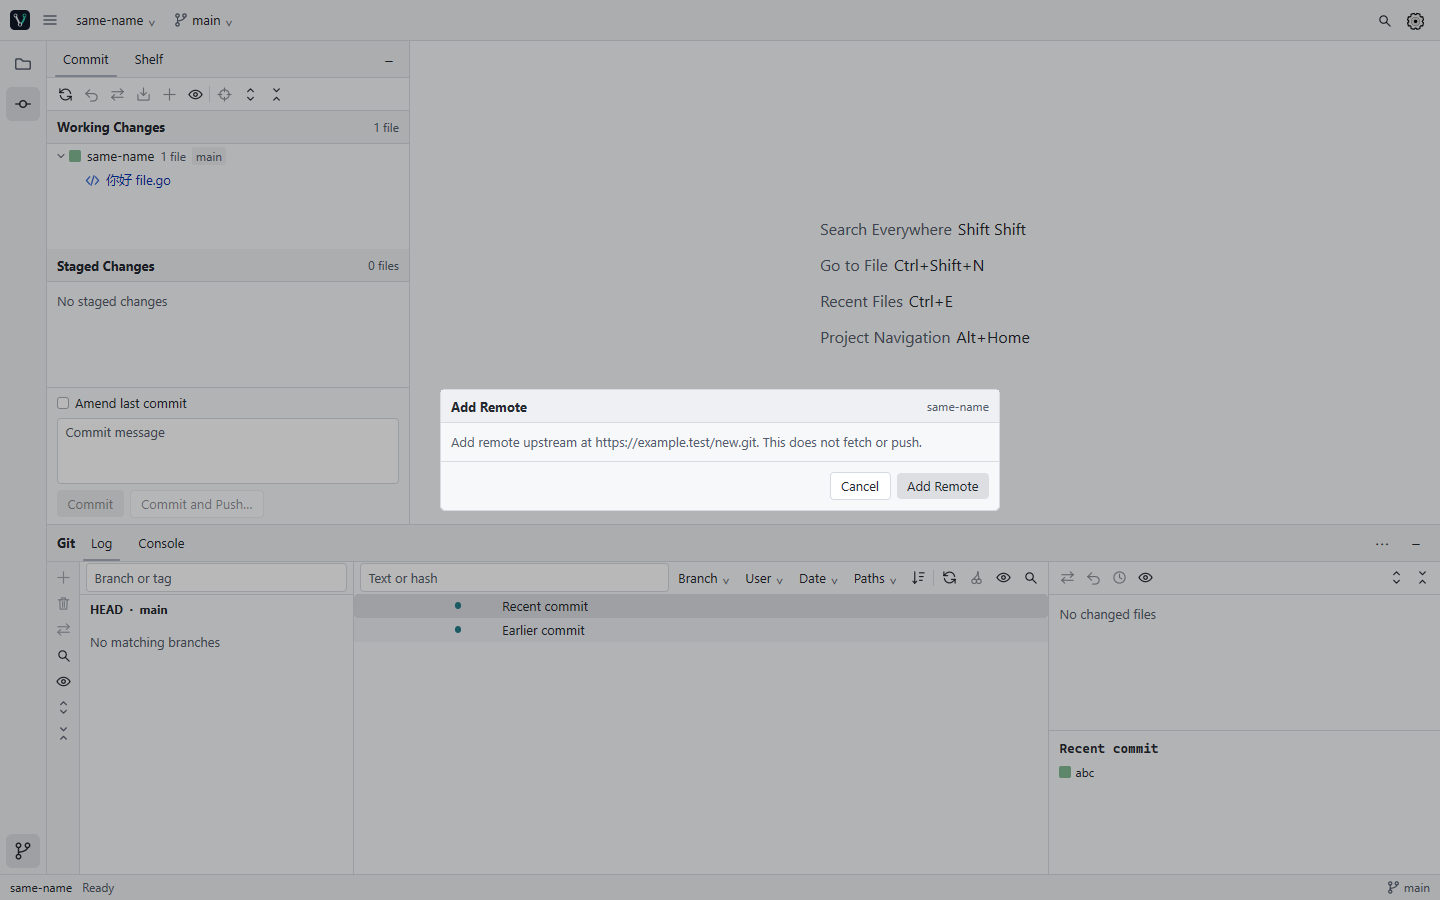 same-name
main
Commit
Shelf
Working Changes
1 file
same-name 1 file main
你好 file.go
Staged Changes
0 files
No staged changes
Amend last commit
Commit message
Commit
Commit and Push...
Search Everywhere Shift Shift
Go to File Ctrl+Shift+N
Recent Files Ctrl+E
Project Navigation Alt+Home
Add Remote
same-name
Add remote upstream at https://example.test/new.git. This does not fetch or push.
Cancel
Add Remote
Git
Log
Console
Branch or tag
HEAD · main
No matching branches
Text or hash
Branch
User
Date
Paths
Recent commit
Earlier commit
No changed files
Recent commit
abc
same-name
Ready
main